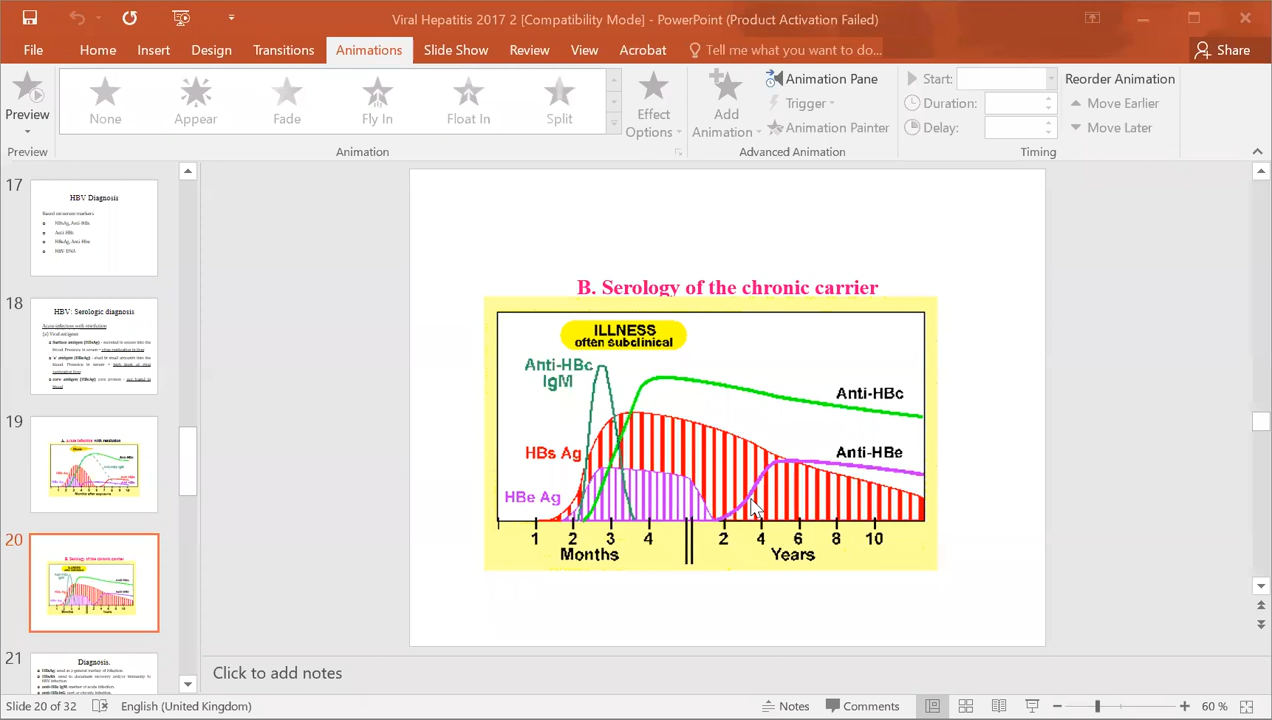 Viral Hepatitis 2017 2 [Compatibility Mode] - PowerPoint (Product Activation Failed)
File Home Insert Design Transitions Animations Slide Show Review View Acrobat Tell me what you want to do... Share
Preview
None Appear Fade Fly In Float In Split
Effect Options
Add Animation
Animation Pane
Trigger
Animation Painter
Start:
Duration:
Delay:
Reorder Animation
Move Earlier
Move Later
Preview Animation Advanced Animation Timing
17
HBV Diagnosis
18
HBV: Serologic diagnosis
19
20
B. Serology of the chronic carrier
21
Diagnosis.
B. Serology of the chronic carrier
ILLNESS
often subclinical
Anti-HBc
IgM
Anti-HBc
HBs Ag
Anti-HBe
HBe Ag
1 2 3 4 2 4 6 8 10
Months Years
Click to add notes
Slide 20 of 32 English (United Kingdom) Notes Comments 60 %